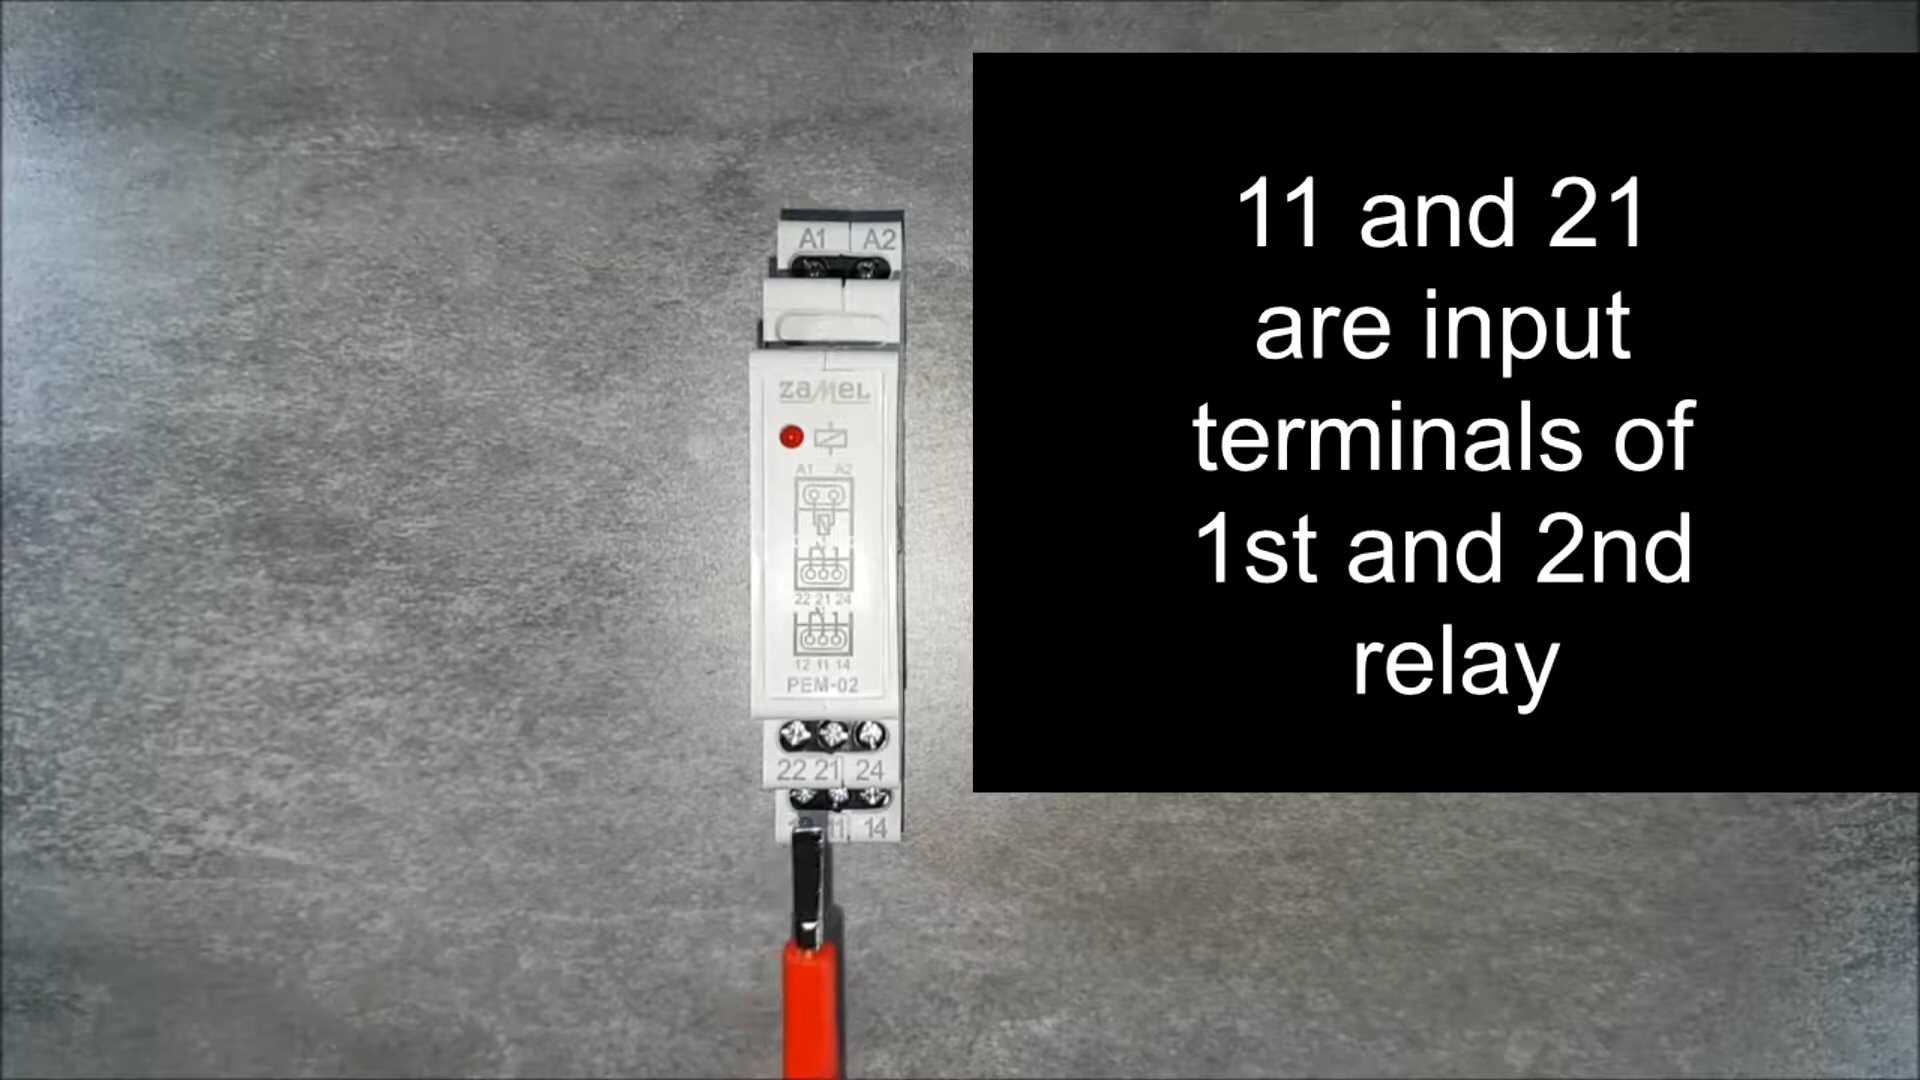 A1 A2
ZAMEL
A1 A2
22 21 24
12 11 14
PEM-02
22 21 24
14
11 and 21
are input
terminals of
1st and 2nd
relay